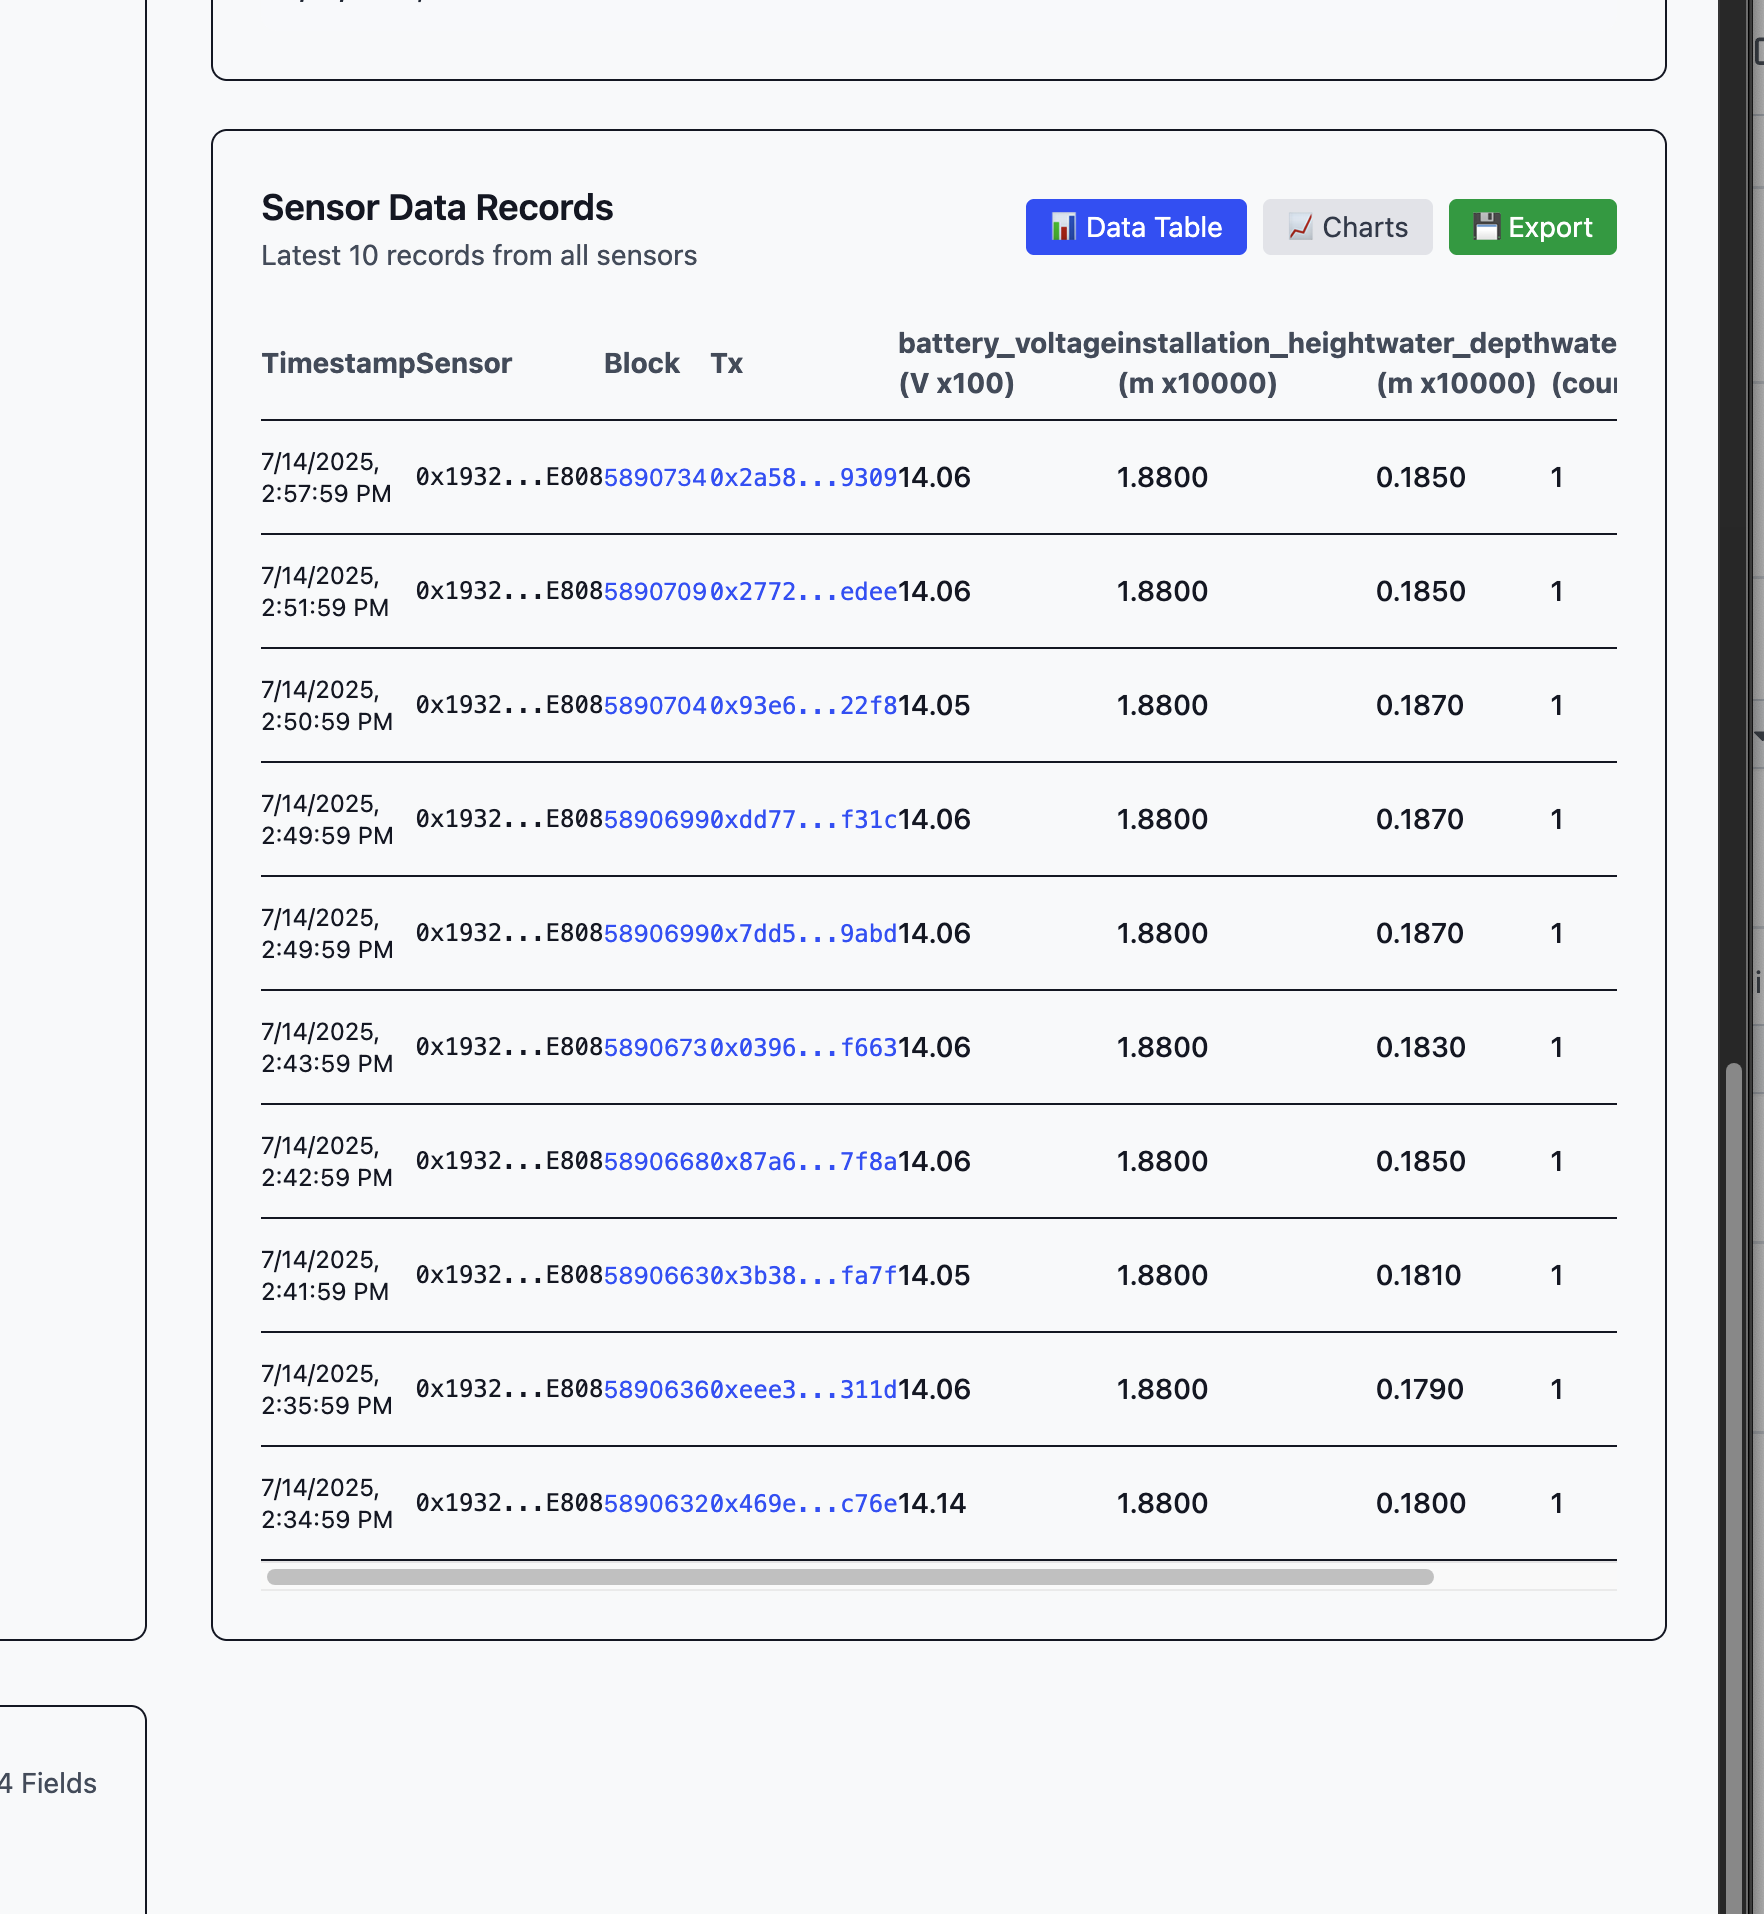 Sensor Data Records
Latest 10 records from all sensors
📊 Data Table 📈 Charts 💾 Export
Timestamp Sensor Block Tx battery_voltage (V x100) installation_height (m x10000) water_depth (m x10000) wate (cou
7/14/2025, 2:57:59 PM 0x1932...E808 5890734 0x2a58...9309 14.06 1.8800 0.1850 1
7/14/2025, 2:51:59 PM 0x1932...E808 5890709 0x2772...edee 14.06 1.8800 0.1850 1
7/14/2025, 2:50:59 PM 0x1932...E808 5890704 0x93e6...22f8 14.05 1.8800 0.1870 1
7/14/2025, 2:49:59 PM 0x1932...E808 5890699 0xdd77...f31c 14.06 1.8800 0.1870 1
7/14/2025, 2:49:59 PM 0x1932...E808 5890699 0x7dd5...9abd 14.06 1.8800 0.1870 1
7/14/2025, 2:43:59 PM 0x1932...E808 5890673 0x0396...f663 14.06 1.8800 0.1830 1
7/14/2025, 2:42:59 PM 0x1932...E808 5890668 0x87a6...7f8a 14.06 1.8800 0.1850 1
7/14/2025, 2:41:59 PM 0x1932...E808 5890663 0x3b38...fa7f 14.05 1.8800 0.1810 1
7/14/2025, 2:35:59 PM 0x1932...E808 5890636 0xeee3...311d 14.06 1.8800 0.1790 1
7/14/2025, 2:34:59 PM 0x1932...E808 5890632 0x469e...c76e 14.14 1.8800 0.1800 1
4 Fields